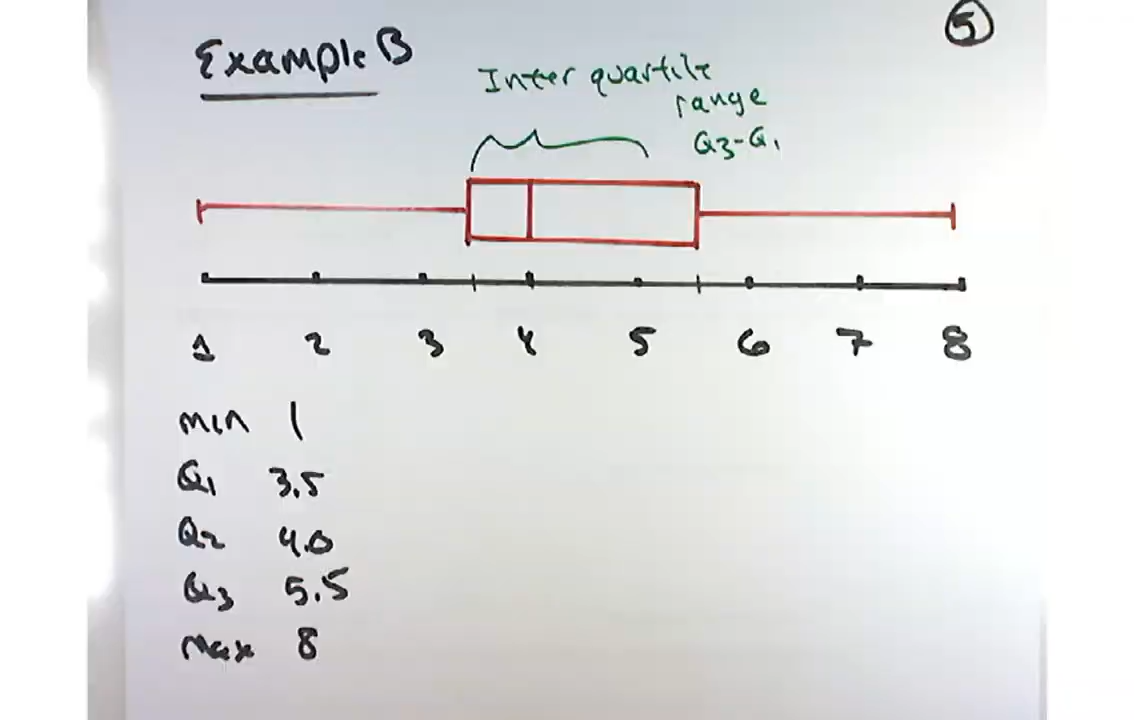 5
Example B
Inter quartile
range
Q3-Q1
1 2 3 4 5 6 7 8
min 1
Q1 3.5
Q2 4.0
Q3 5.5
Max 8